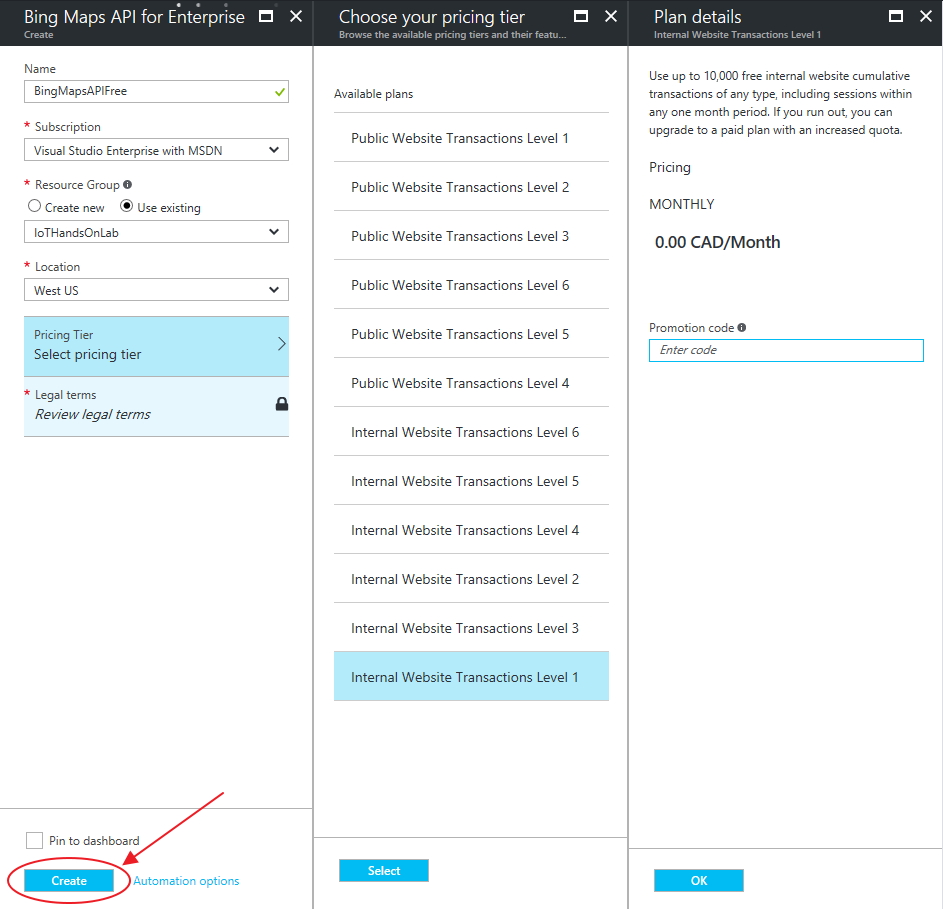 Bing Maps API for Enterprise
Create
Name
BingMapsAPIFree
* Subscription
Visual Studio Enterprise with MSDN
* Resource Group
Create new Use existing
IoTHandsOnLab
* Location
West US
Pricing Tier
Select pricing tier
* Legal terms
Review legal terms
Pin to dashboard
Create Automation options
Choose your pricing tier
Browse the available pricing tiers and their featu...
Available plans
Public Website Transactions Level 1
Public Website Transactions Level 2
Public Website Transactions Level 3
Public Website Transactions Level 6
Public Website Transactions Level 5
Public Website Transactions Level 4
Internal Website Transactions Level 6
Internal Website Transactions Level 5
Internal Website Transactions Level 4
Internal Website Transactions Level 2
Internal Website Transactions Level 3
Internal Website Transactions Level 1
Select
Plan details
Internal Website Transactions Level 1
Use up to 10,000 free internal website cumulative
transactions of any type, including sessions within
any one month period. If you run out, you can
upgrade to a paid plan with an increased quota.
Pricing
MONTHLY
0.00 CAD/Month
Promotion code
Enter code
OK